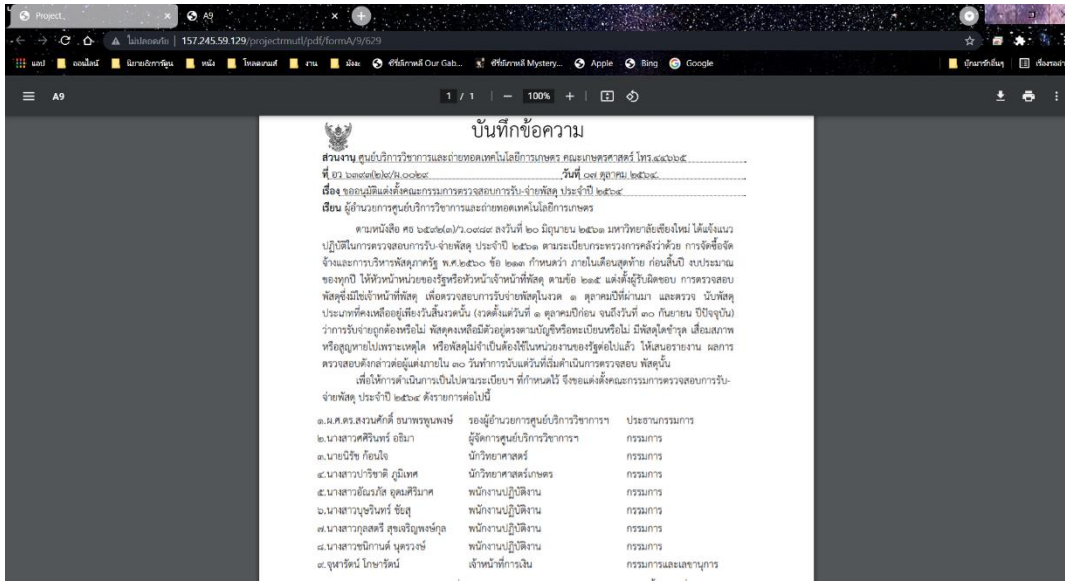 Project
A9
ไม่ปลอดภัย | 157.245.59.129/projectrmutl/pdf/formA/9/629
แอป ออนไลน์ นิยาย&การ์ตูน หนัง โหลดเกมส์ งาน มังงะ ซีรี่ย์เกาหลี Our Gab... ซีรี่ย์เกาหลี Mystery... Apple Bing Google บุ๊กมาร์กอื่นๆ
A9 1 / 1 100%
บันทึกข้อความ
ส่วนงาน ศูนย์บริการวิชาการและถ่ายทอดเทคโนโลยีการเกษตร คณะเกษตรศาสตร์ โทร.๔๔๖๖๕
วันที่ ๐๗ ตุลาคม ๒๕๖๔
เรื่อง ขออนุมัติแต่งตั้งคณะกรรมการตรวจสอบการรับ-จ่ายพัสดุ ประจำปี ๒๕๖๔
เรียน ผู้อำนวยการศูนย์บริการวิชาการและถ่ายทอดเทคโนโลยีการเกษตร
ตามหนังสือ ศธ ลงวันที่ ๒๐ มิถุนายน ๒๕๖๑ มหาวิทยาลัยเชียงใหม่ ได้แจ้งแนว
ปฏิบัติในการตรวจสอบการรับ-จ่ายพัสดุ ประจำปี ๒๕๖๑ ตามระเบียบกระทรวงการคลังว่าด้วย การจัดซื้อจัด
จ้างและการบริหารพัสดุภาครัฐ พ.ศ.๒๕๖๐ ข้อ ๒๑๓ กำหนดว่า ภายในเดือนสุดท้าย ก่อนสิ้นปี งบประมาณ
ของทุกปี ให้หัวหน้าหน่วยของรัฐหรือหัวหน้าเจ้าหน้าที่พัสดุ ตามข้อ ๒๑๕ แต่งตั้งผู้รับผิดชอบ การตรวจสอบ
พัสดุซึ่งมิใช่เจ้าหน้าที่พัสดุ เพื่อตรวจสอบการรับจ่ายพัสดุในงวด ๑ ตุลาคมปีที่ผ่านมา และตรวจ นับพัสดุ
ประเภทที่คงเหลืออยู่เพียงวันสิ้นงวดนั้น (งวดตั้งแต่วันที่ ๑ ตุลาคมปีก่อน จนถึงวันที่ ๓๐ กันยายน ปีปัจจุบัน)
ว่าการรับจ่ายถูกต้องหรือไม่ พัสดุคงเหลือมีตัวอยู่ตรงตามบัญชีหรือทะเบียนหรือไม่ มีพัสดุใดชำรุด เสื่อมสภาพ
หรือสูญหายไปเพราะเหตุใด หรือพัสดุไม่จำเป็นต้องใช้ในหน่วยงานของรัฐต่อไปแล้ว ให้เสนอรายงาน ผลการ
ตรวจสอบดังกล่าวต่อผู้แต่งภายใน ๓๐ วันทำการนับแต่วันที่เริ่มดำเนินการตรวจสอบ พัสดุนั้น
เพื่อให้การดำเนินการเป็นไปตามระเบียบฯ ที่กำหนดไว้ จึงขอแต่งตั้งคณะกรรมการตรวจสอบการรับ-
จ่ายพัสดุ ประจำปี ๒๕๖๔ ดังรายการต่อไปนี้
๑.ผ.ศ.ดร.สงวนศักดิ์ ธนาพรพูนพงษ์ รองผู้อำนวยการศูนย์บริการวิชาการฯ ประธานกรรมการ
๒.นางสาวศศิรินทร์ อธิมา ผู้จัดการศูนย์บริการวิชาการฯ กรรมการ
๓.นายนิรัช ก้อนใจ นักวิทยาศาสตร์ กรรมการ
๔.นางสาวปาริชาติ ภูมิเทศ นักวิทยาศาสตร์เกษตร กรรมการ
๕.นางสาวอัณรภัส อุดมศิริมาศ พนักงานปฏิบัติงาน กรรมการ
๖.นางสาวบุษรินทร์ ชัยสุ พนักงานปฏิบัติงาน กรรมการ
๗.นางสาวกุลสตรี สุขเจริญพงษ์กุล พนักงานปฏิบัติงาน กรรมการ
๘.นางสาวชนิกานต์ นุตรวงษ์ พนักงานปฏิบัติงาน กรรมการ
๙.จุฑารัตน์ โกษารัตน์ เจ้าหน้าที่การเงิน กรรมการและเลขานุการ